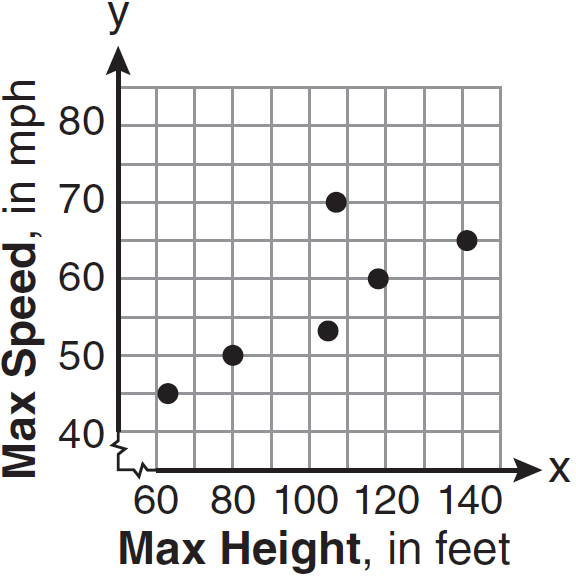 y
80
70
60
50
40
Max Speed, in mph
x
60 80 100 120 140
Max Height, in feet